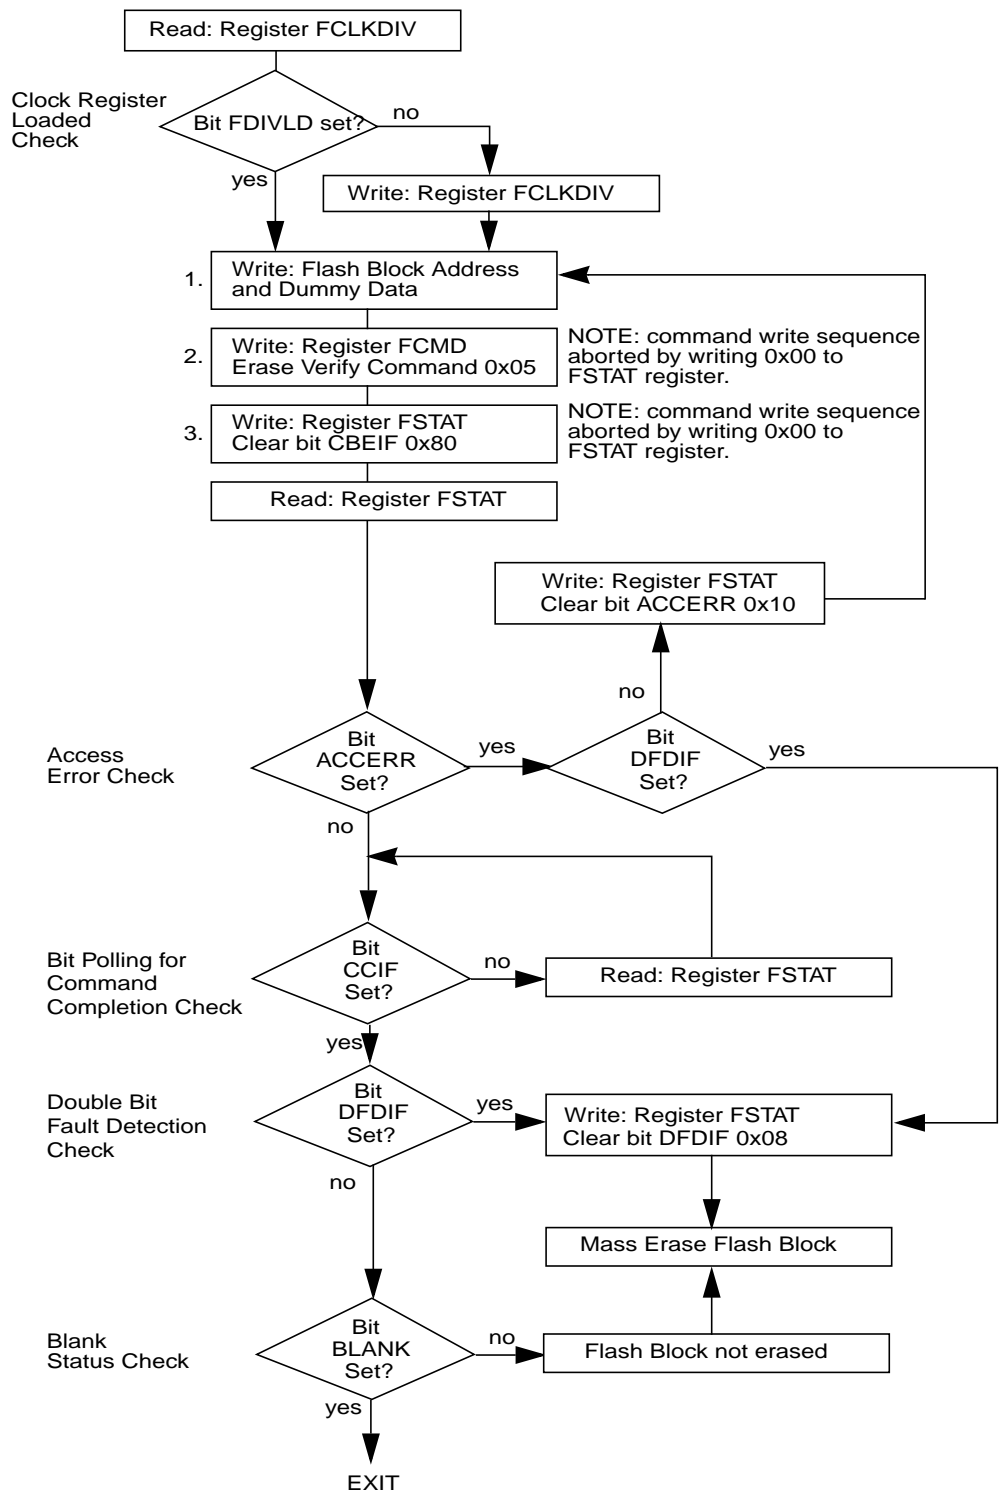 Read: Register FCLKDIV
Clock Register
Loaded
Check
Bit FDIVLD set?
no
yes
Write: Register FCLKDIV
1.
Write: Flash Block Address
and Dummy Data
2.
Write: Register FCMD
Erase Verify Command 0x05
NOTE: command write sequence
aborted by writing 0x00 to
FSTAT register.
3.
Write: Register FSTAT
Clear bit CBEIF 0x80
NOTE: command write sequence
aborted by writing 0x00 to
FSTAT register.
Read: Register FSTAT
Write: Register FSTAT
Clear bit ACCERR 0x10
no
Access
Error Check
Bit
ACCERR
Set?
yes
Bit
DFDIF
Set?
yes
no
Bit Polling for
Command
Completion Check
Bit
CCIF
Set?
no
Read: Register FSTAT
yes
Double Bit
Fault Detection
Check
Bit
DFDIF
Set?
yes
Write: Register FSTAT
Clear bit DFDIF 0x08
no
Mass Erase Flash Block
Blank
Status Check
Bit
BLANK
Set?
no
Flash Block not erased
yes
EXIT